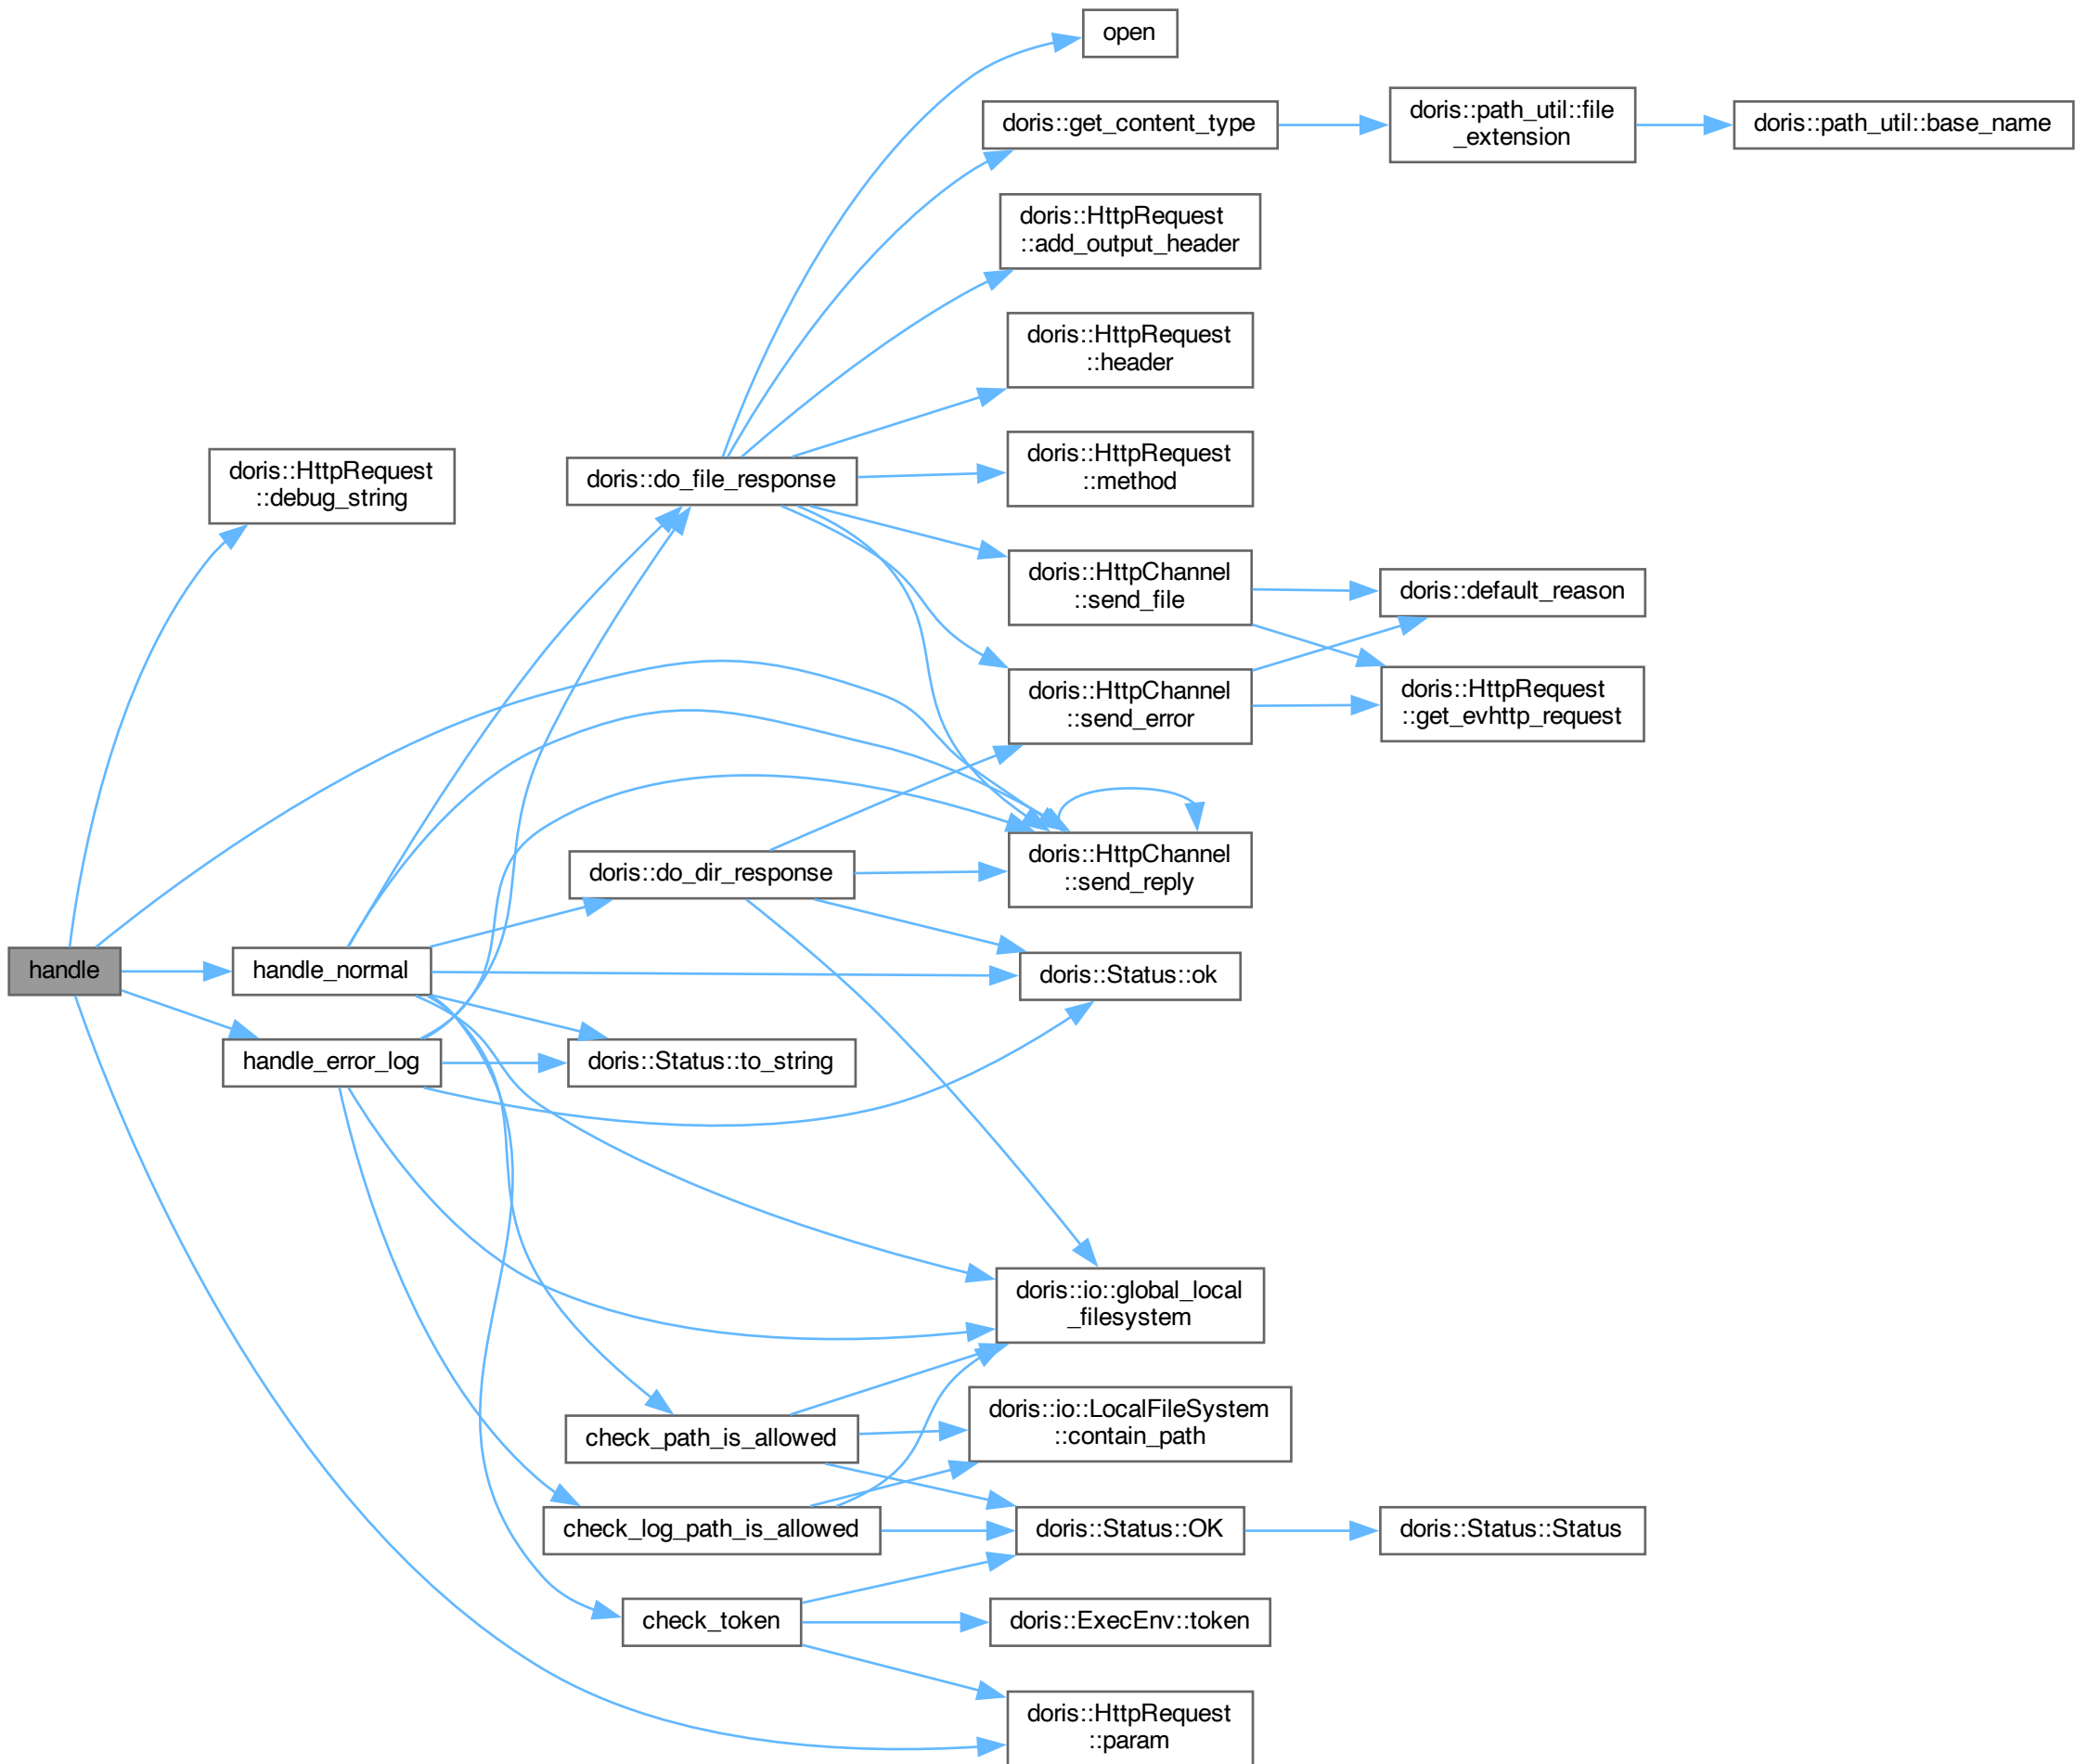 open
doris::get_content_type
doris::path_util::file
_extension
doris::path_util::base_name
doris::HttpRequest
::add_output_header
doris::HttpRequest
::header
doris::HttpRequest
::method
doris::HttpRequest
::debug_string
doris::do_file_response
doris::HttpChannel
::send_file
doris::default_reason
doris::HttpChannel
::send_error
doris::HttpRequest
::get_evhttp_request
doris::do_dir_response
doris::HttpChannel
::send_reply
handle
handle_normal
doris::Status::ok
handle_error_log
doris::Status::to_string
doris::io::global_local
_filesystem
check_path_is_allowed
doris::io::LocalFileSystem
::contain_path
check_log_path_is_allowed
doris::Status::OK
doris::Status::Status
check_token
doris::ExecEnv::token
doris::HttpRequest
::param